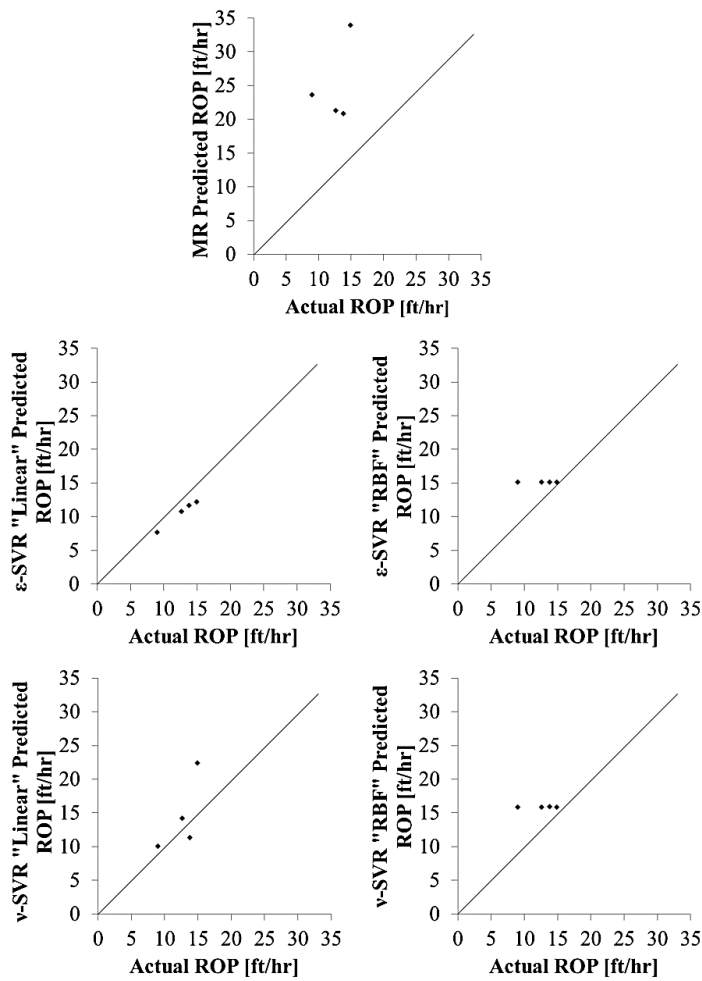 35
30
25
20
15
10
5
0
MR Predicted ROP [ft/hr]
0 5 10 15 20 25 30 35
Actual ROP [ft/hr]
35
30
25
20
15
10
5
0
ε-SVR "Linear" Predicted
ROP [ft/hr]
0 5 10 15 20 25 30 35
Actual ROP [ft/hr]
35
30
25
20
15
10
5
0
ε-SVR "RBF" Predicted
ROP [ft/hr]
0 5 10 15 20 25 30 35
Actual ROP [ft/hr]
35
30
25
20
15
10
5
0
ν-SVR "Linear" Predicted
ROP [ft/hr]
0 5 10 15 20 25 30 35
Actual ROP [ft/hr]
35
30
25
20
15
10
5
0
ν-SVR "RBF" Predicted
ROP [ft/hr]
0 5 10 15 20 25 30 35
Actual ROP [ft/hr]